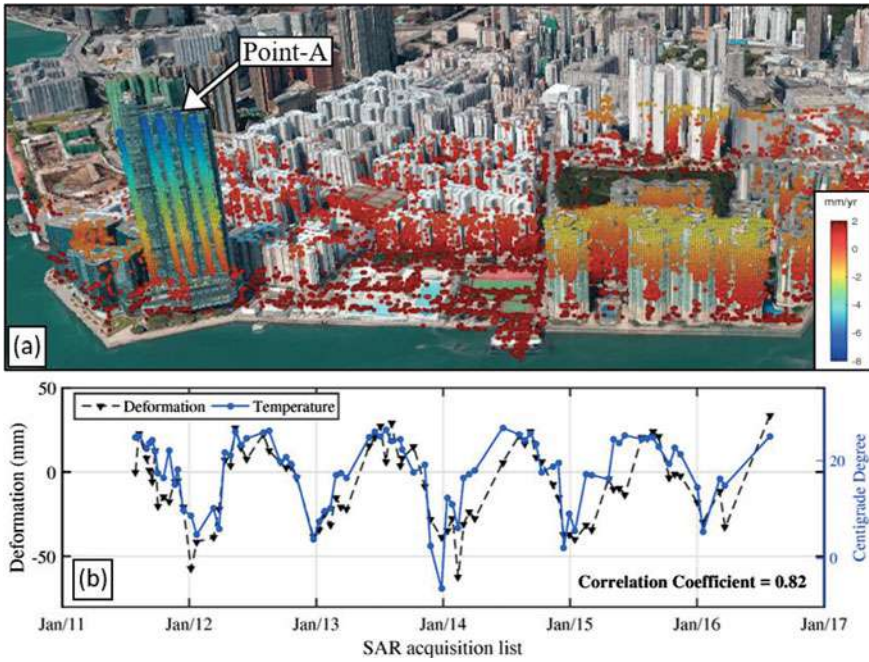 Point-A
mm/yr
2
0
-2
-4
-6
-8
(a)
50
0
-50
Deformation (mm)
Deformation
Temperature
20
0
Centigrade Degree
(b)
Correlation Coefficient = 0.82
Jan/11 Jan/12 Jan/13 Jan/14 Jan/15 Jan/16 Jan/17
SAR acquisition list